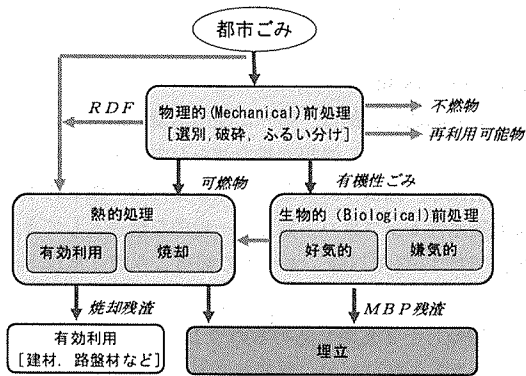 都市ごみ
物理的(Mechanical)前処理
[選別,破砕, ふるい分け]
RDF
不燃物
再利用可能物
可燃物
有機性ごみ
熱的処理
有効利用
焼却
生物的 (Biological)前処理
好気的
嫌気的
焼却残渣
MBP残渣
有効利用
[建材, 路盤材など]
埋立